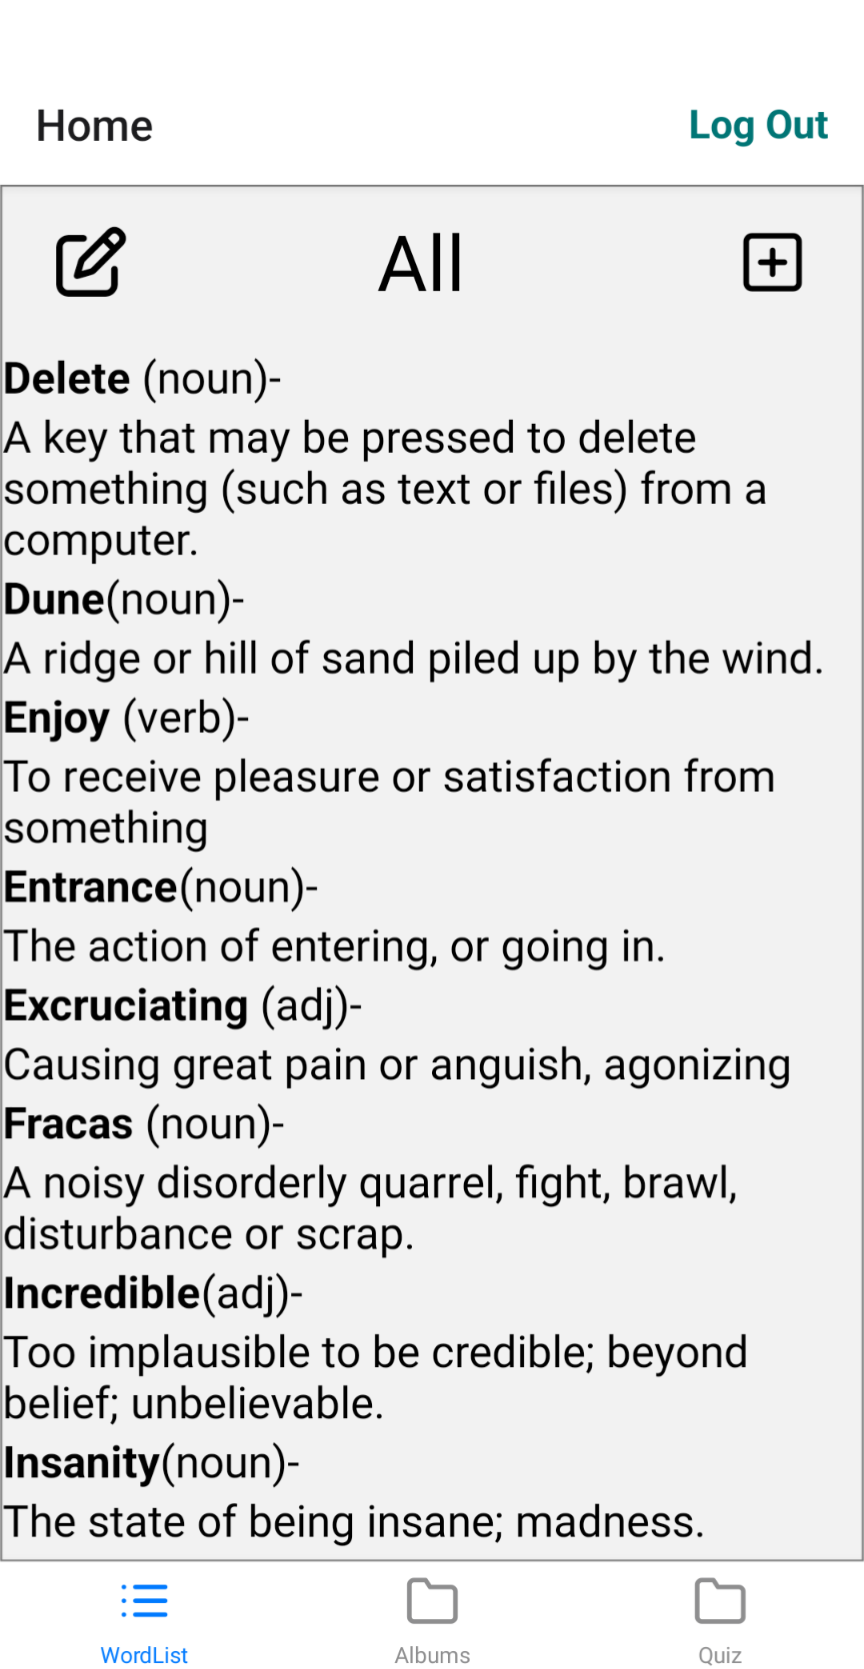 Home
Log Out
All
Delete (noun)-
A key that may be pressed to delete
something (such as text or files) from a
computer.
Dune(noun)-
A ridge or hill of sand piled up by the wind.
Enjoy (verb)-
To receive pleasure or satisfaction from
something
Entrance(noun)-
The action of entering, or going in.
Excruciating (adj)-
Causing great pain or anguish, agonizing
Fracas (noun)-
A noisy disorderly quarrel, fight, brawl,
disturbance or scrap.
Incredible(adj)-
Too implausible to be credible; beyond
belief; unbelievable.
Insanity(noun)-
The state of being insane; madness.
WordList
Albums
Quiz